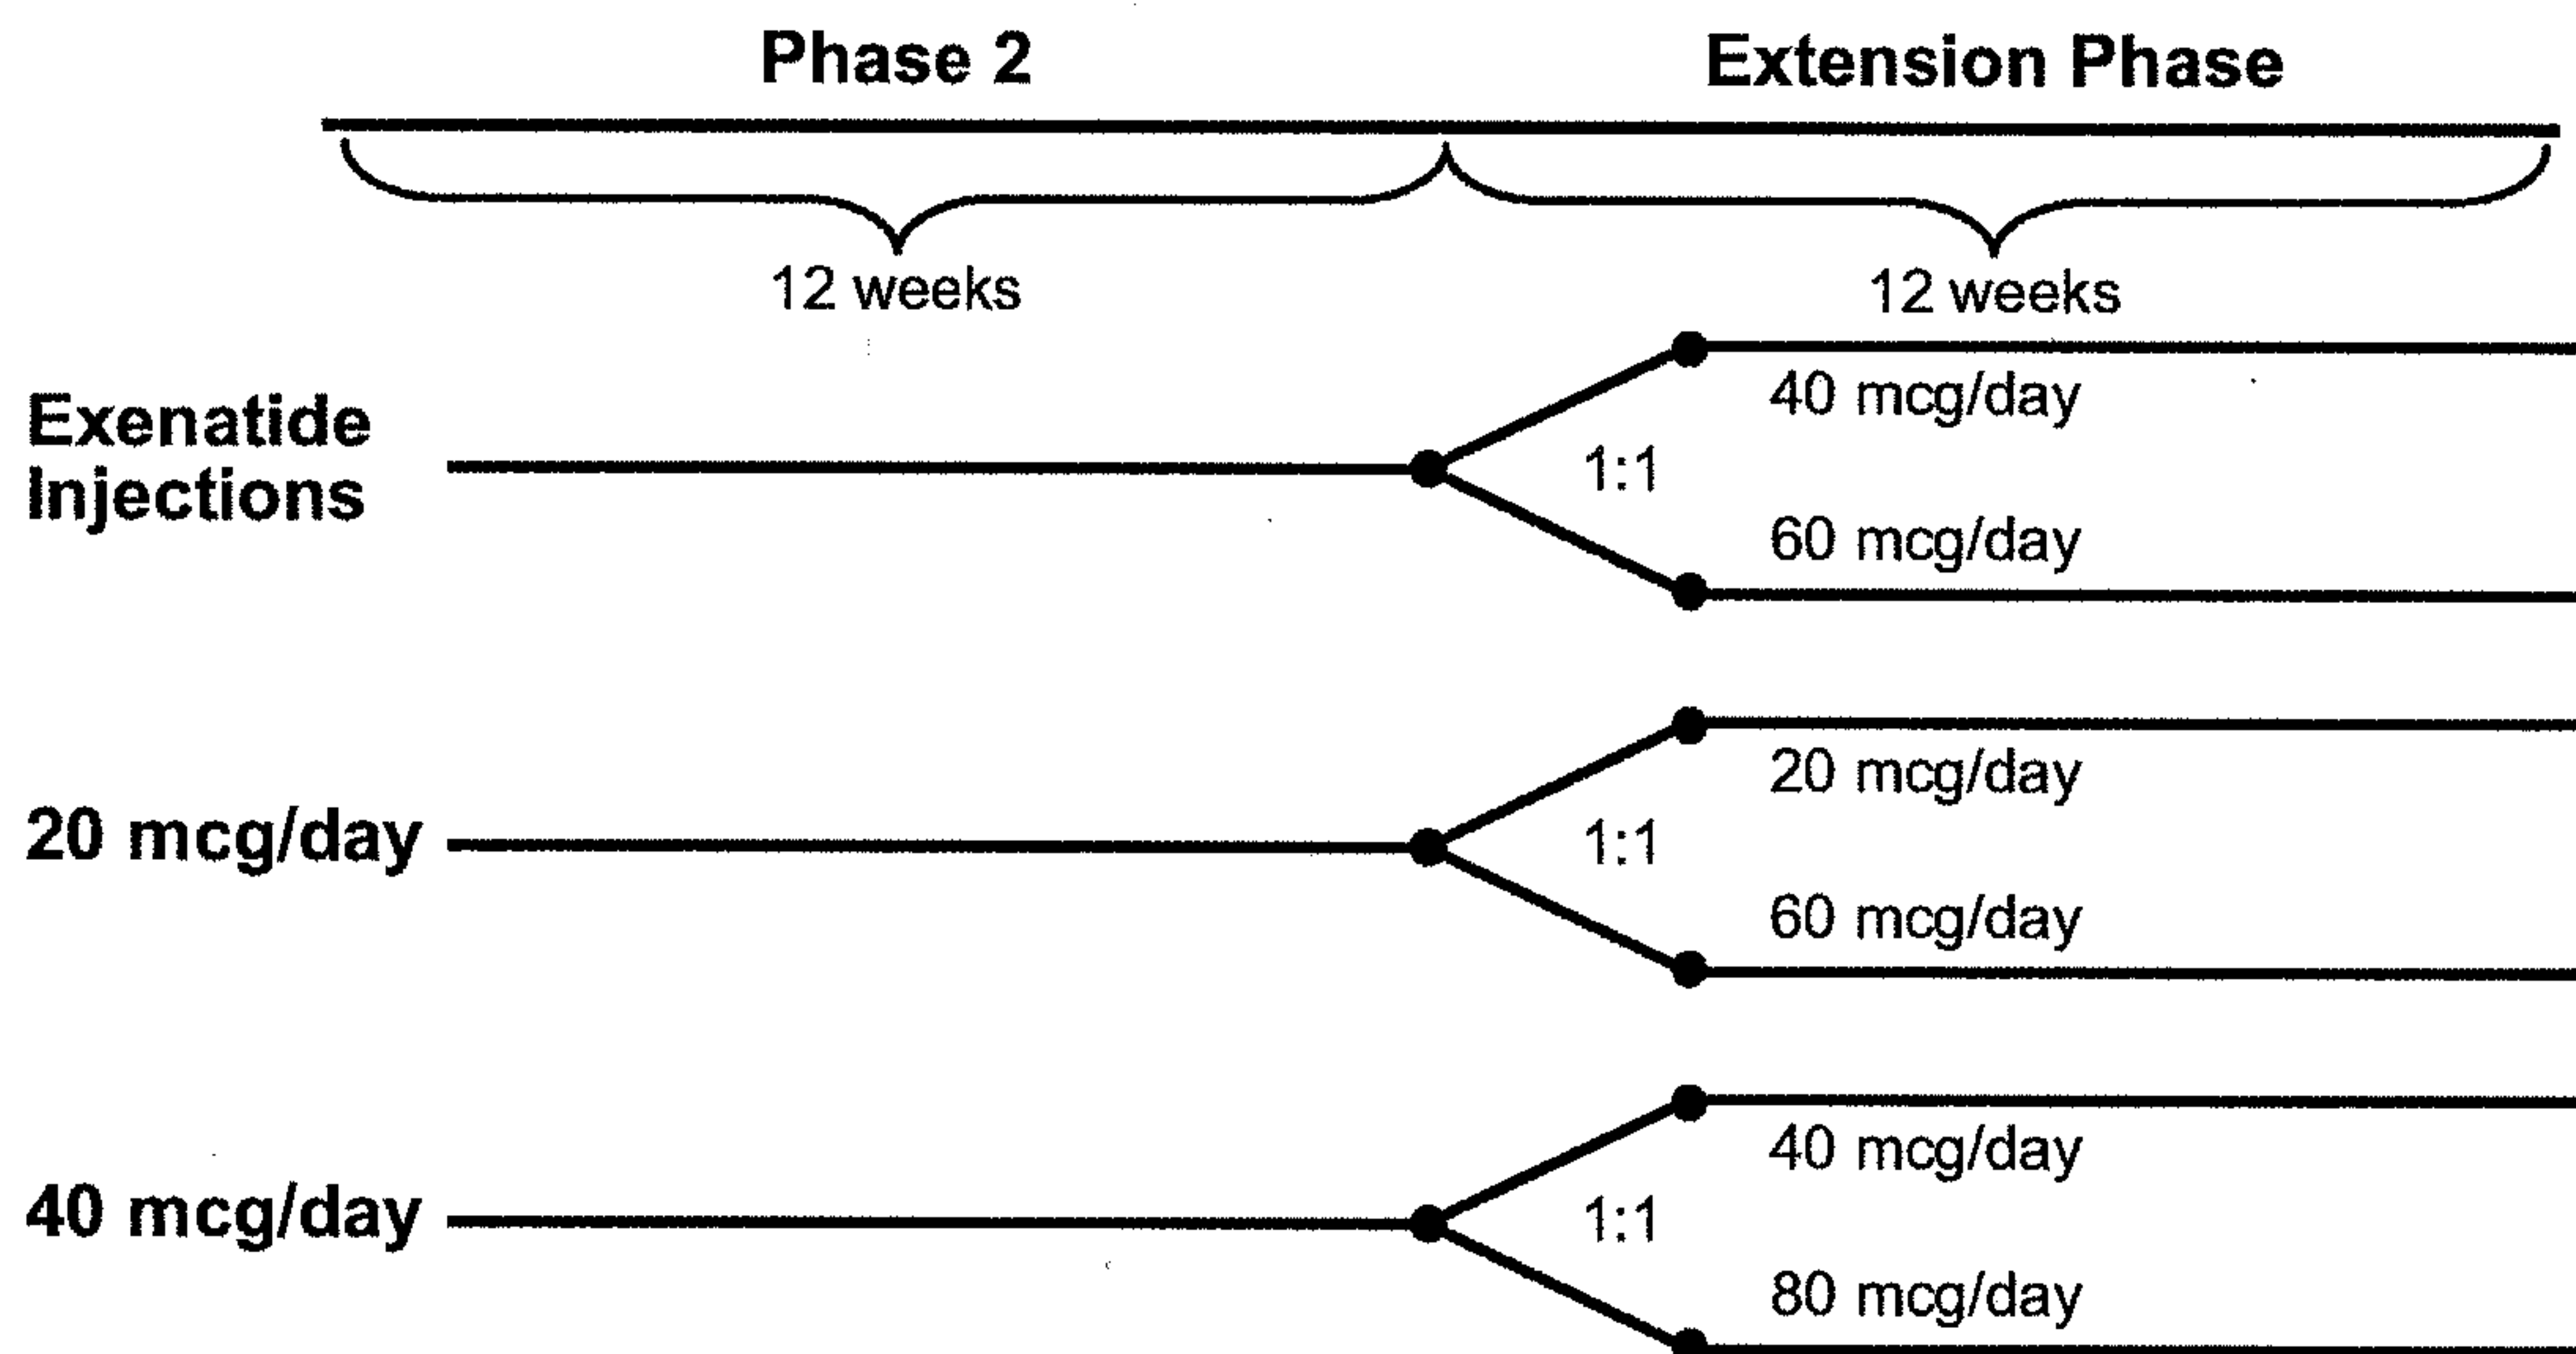 Phase 2
Extension Phase
12 weeks
12 weeks
Exenatide
Injections
40 mcg/day
1:1
60 mcg/day
20 mcg/day
20 mcg/day
1:1
60 mcg/day
40 mcg/day
40 mcg/day
1:1
80 mcg/day